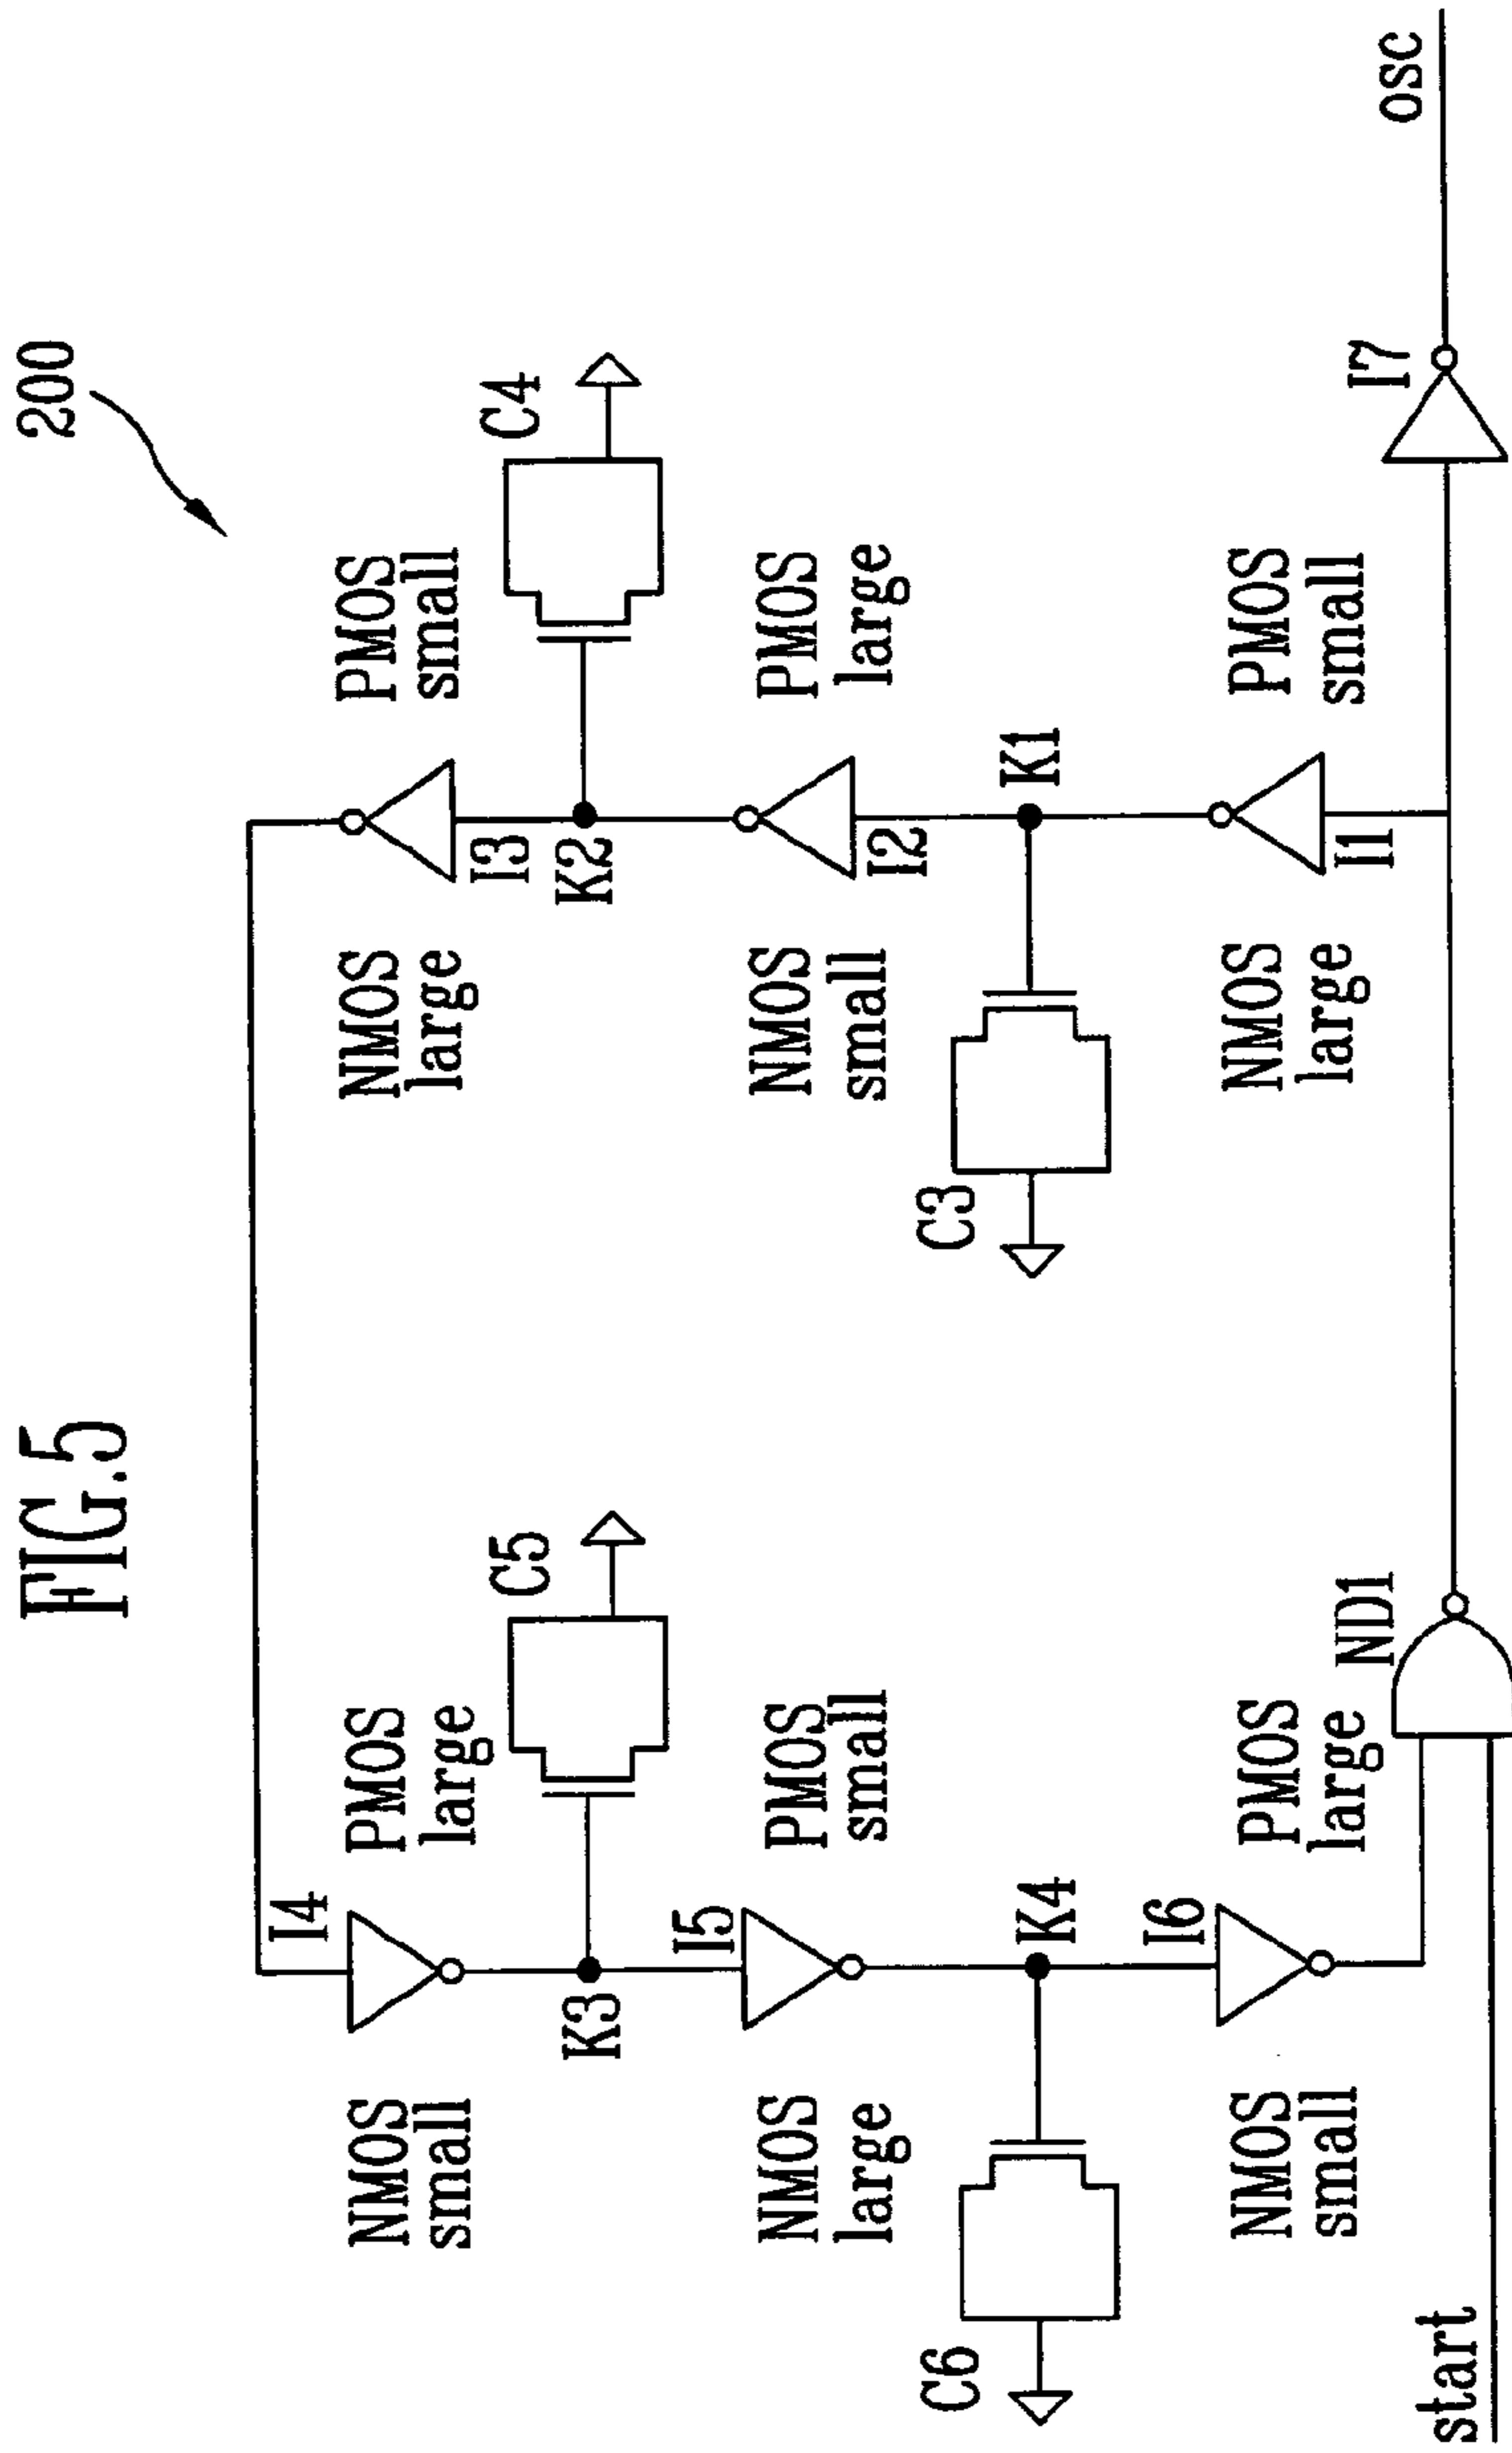 FIG.5
200
I4
NMOS
small
PMOS
large
NMOS
large
PMOS
small
K3
C5
K2
I3
C4
NMOS
large
I5
PMOS
small
NMOS
small
I2
PMOS
large
C6
K4
C3
K1
NMOS
small
I6
PMOS
large
ND1
NMOS
large
I1
PMOS
small
I7
start
osc